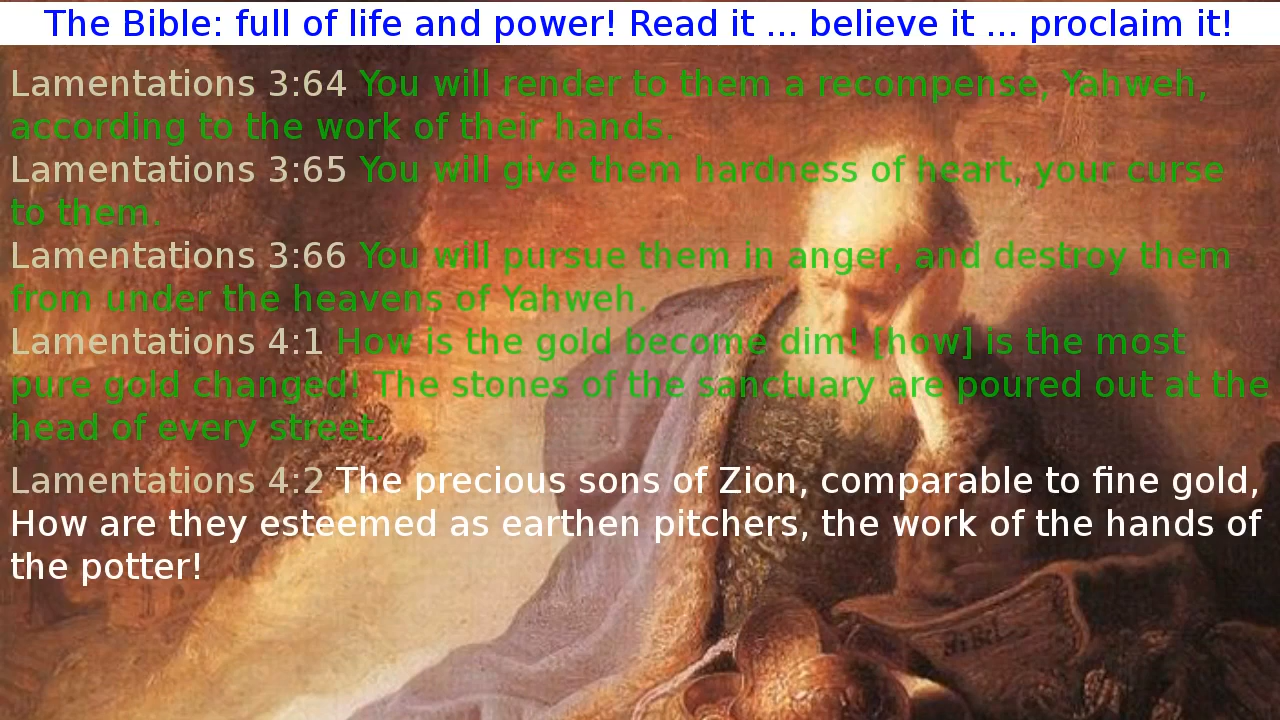 The Bible: full of life and power! Read it ... believe it ... proclaim it!
Lamentations 3:64 You will render to them a recompense, Yahweh,
according to the work of their hands.
Lamentations 3:65 You will give them hardness of heart, your curse
to them.
Lamentations 3:66 You will pursue them in anger, and destroy them
from under the heavens of Yahweh.
Lamentations 4:1 How is the gold become dim! [how] is the most
pure gold changed! The stones of the sanctuary are poured out at the
head of every street.
Lamentations 4:2 The precious sons of Zion, comparable to fine gold,
How are they esteemed as earthen pitchers, the work of the hands of
the potter!
BiBeL